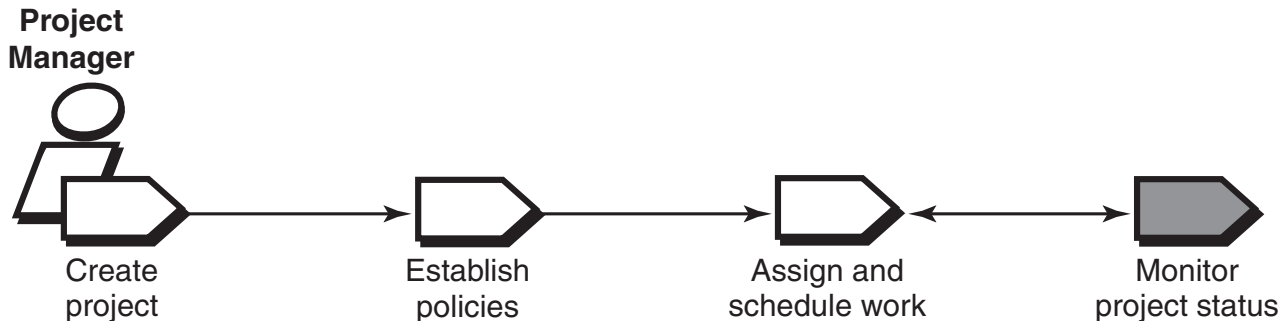 Project
Manager
Create
project
Establish
policies
Assign and
schedule work
Monitor
project status